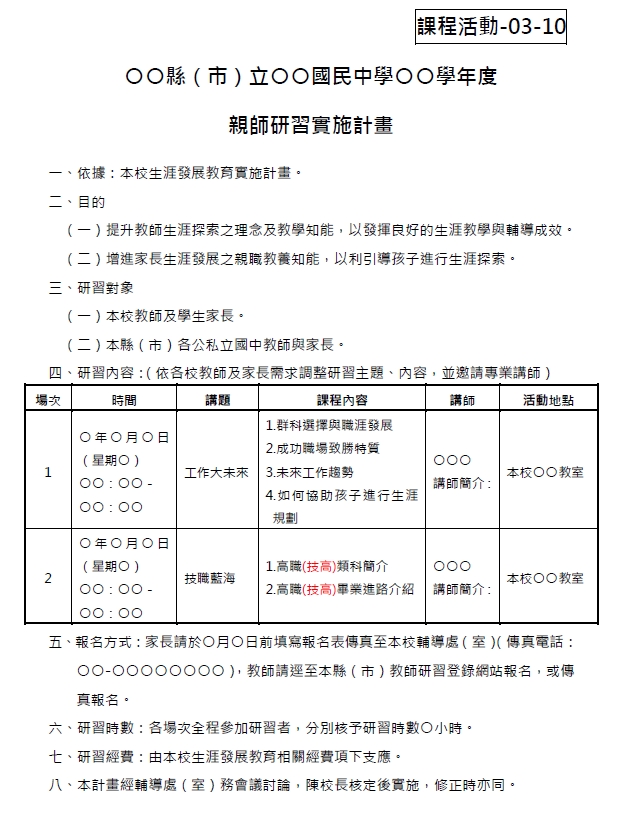 課程活動-03-10
〇〇縣（市）立〇〇國民中學〇〇學年度
親師研習實施計畫
一、依據：本校生涯發展教育實施計畫。
二、目的
（一）提升教師生涯探索之理念及教學知能，以發揮良好的生涯教學與輔導成效。
（二）增進家長生涯發展之親職教養知能，以利引導孩子進行生涯探索。
三、研習對象
（一）本校教師及學生家長。
（二）本縣（市）各公私立國中教師與家長。
四、研習內容：（依各校教師及家長需求調整研習主題、內容，並邀請專業講師）
場次 時間 講題 課程內容 講師 活動地點
1
〇年〇月〇日
（星期〇）
〇〇：〇〇-
〇〇：〇〇
工作大未來
1.群科選擇與職涯發展
2.成功職場致勝特質
3.未來工作趨勢
4.如何協助孩子進行生涯
規劃
〇〇〇
講師簡介：
本校〇〇教室
2
〇年〇月〇日
（星期〇）
〇〇：〇〇-
〇〇：〇〇
技職藍海
1.高職(技高)類科簡介
2.高職(技高)畢業進路介紹
〇〇〇
講師簡介：
本校〇〇教室
五、報名方式：家長請於〇月〇日前填寫報名表傳真至本校輔導處（室）(傳真電話：
〇〇-〇〇〇〇〇〇〇〇)，教師請逕至本縣（市）教師研習登錄網站報名，或傳
真報名。
六、研習時數：各場次全程參加研習者，分別核予研習時數〇小時。
七、研習經費：由本校生涯發展教育相關經費項下支應。
八、本計畫經輔導處（室）務會議討論，陳校長核定後實施，修正時亦同。